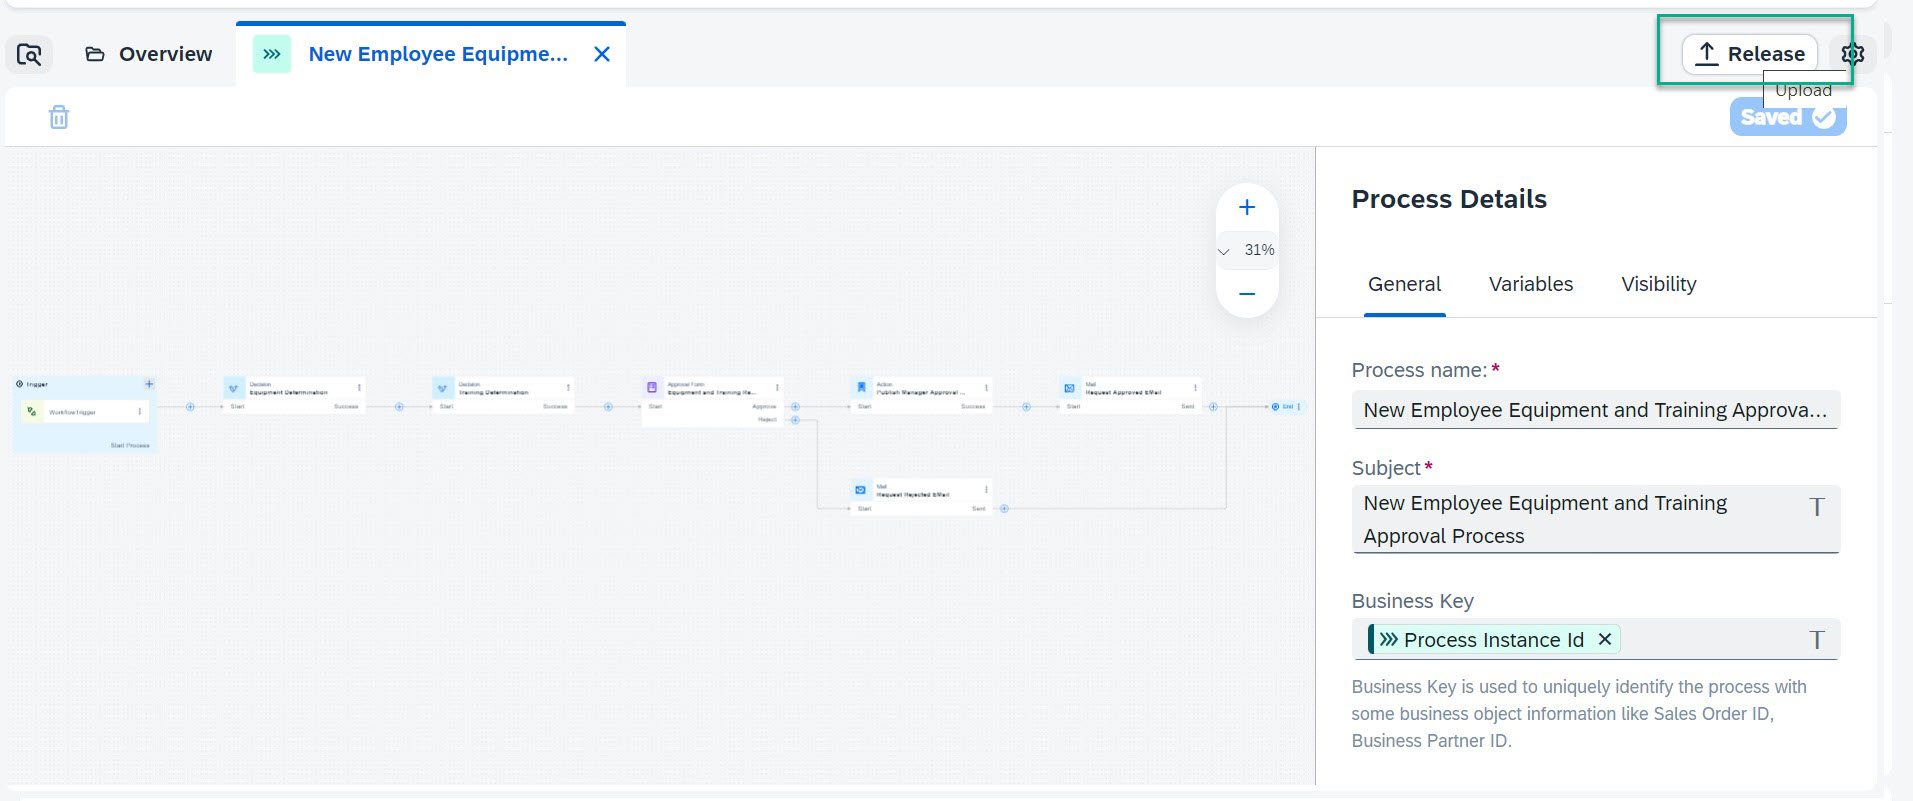 Overview
New Employee Equipme...
Release
Upload
Saved
31%
Trigger
WorkflowTrigger
Start Process
Decision
Equipment Determination
Start
Success
Decision
Training Determination
Start
Success
Approval Form
Equipment and Training Re...
Start
Approve
Reject
Action
Publish Manager Approval ...
Start
Success
Mail
Request Approved EMail
Start
Sent
End
Mail
Request Rejected EMail
Start
Sent
Process Details
General
Variables
Visibility
Process name:*
New Employee Equipment and Training Approva...
Subject*
New Employee Equipment and Training
Approval Process
T
Business Key
Process Instance Id
T
Business Key is used to uniquely identify the process with
some business object information like Sales Order ID,
Business Partner ID.